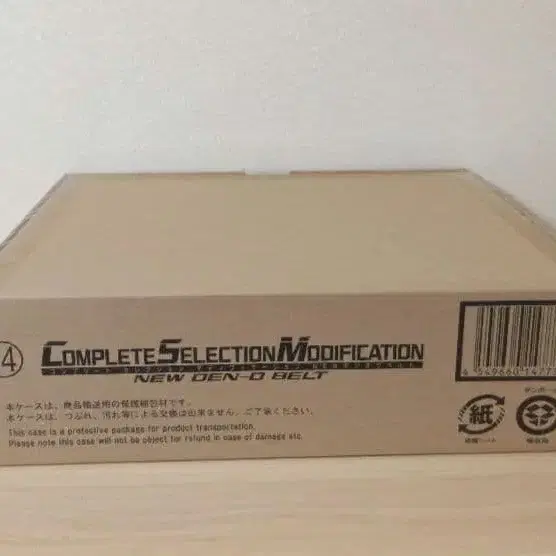 ④
COMPLETE SELECTION MODIFICATION
NEW DEN-O BELT
本ケースは、商品輸送用の保護梱包材です。
本ケースは、つぶれ、汚れ等による交換は出来ません。ご了承ください。
This case is a protective package for product transportation.
Please note this case will not be object for refund in case of damage etc.
4 549660 1477
紙